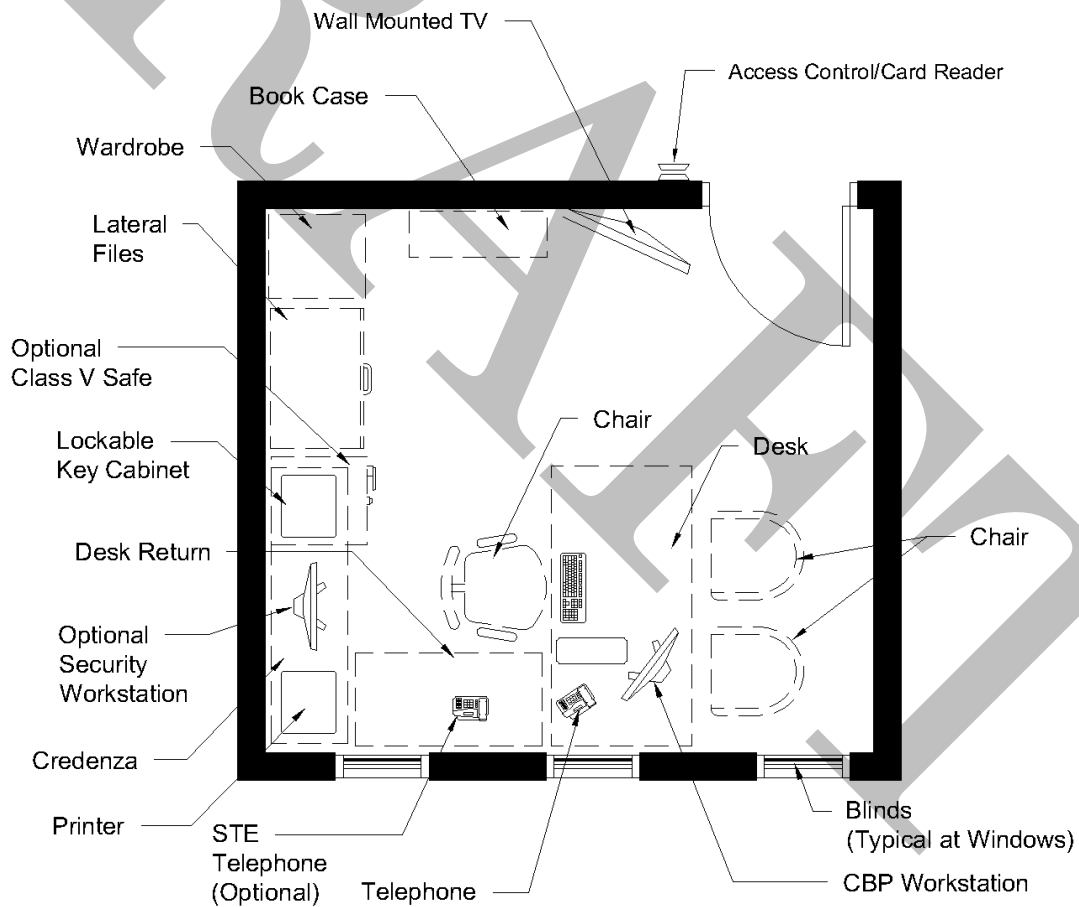 Wall Mounted TV
Access Control/Card Reader
Book Case
Wardrobe
Lateral
Files
Optional
Class V Safe
Chair
Desk
Lockable
Key Cabinet
Desk Return
Chair
Optional
Security
Workstation
Credenza
Printer
STE
Telephone
(Optional)
Telephone
Blinds
(Typical at Windows)
CBP Workstation